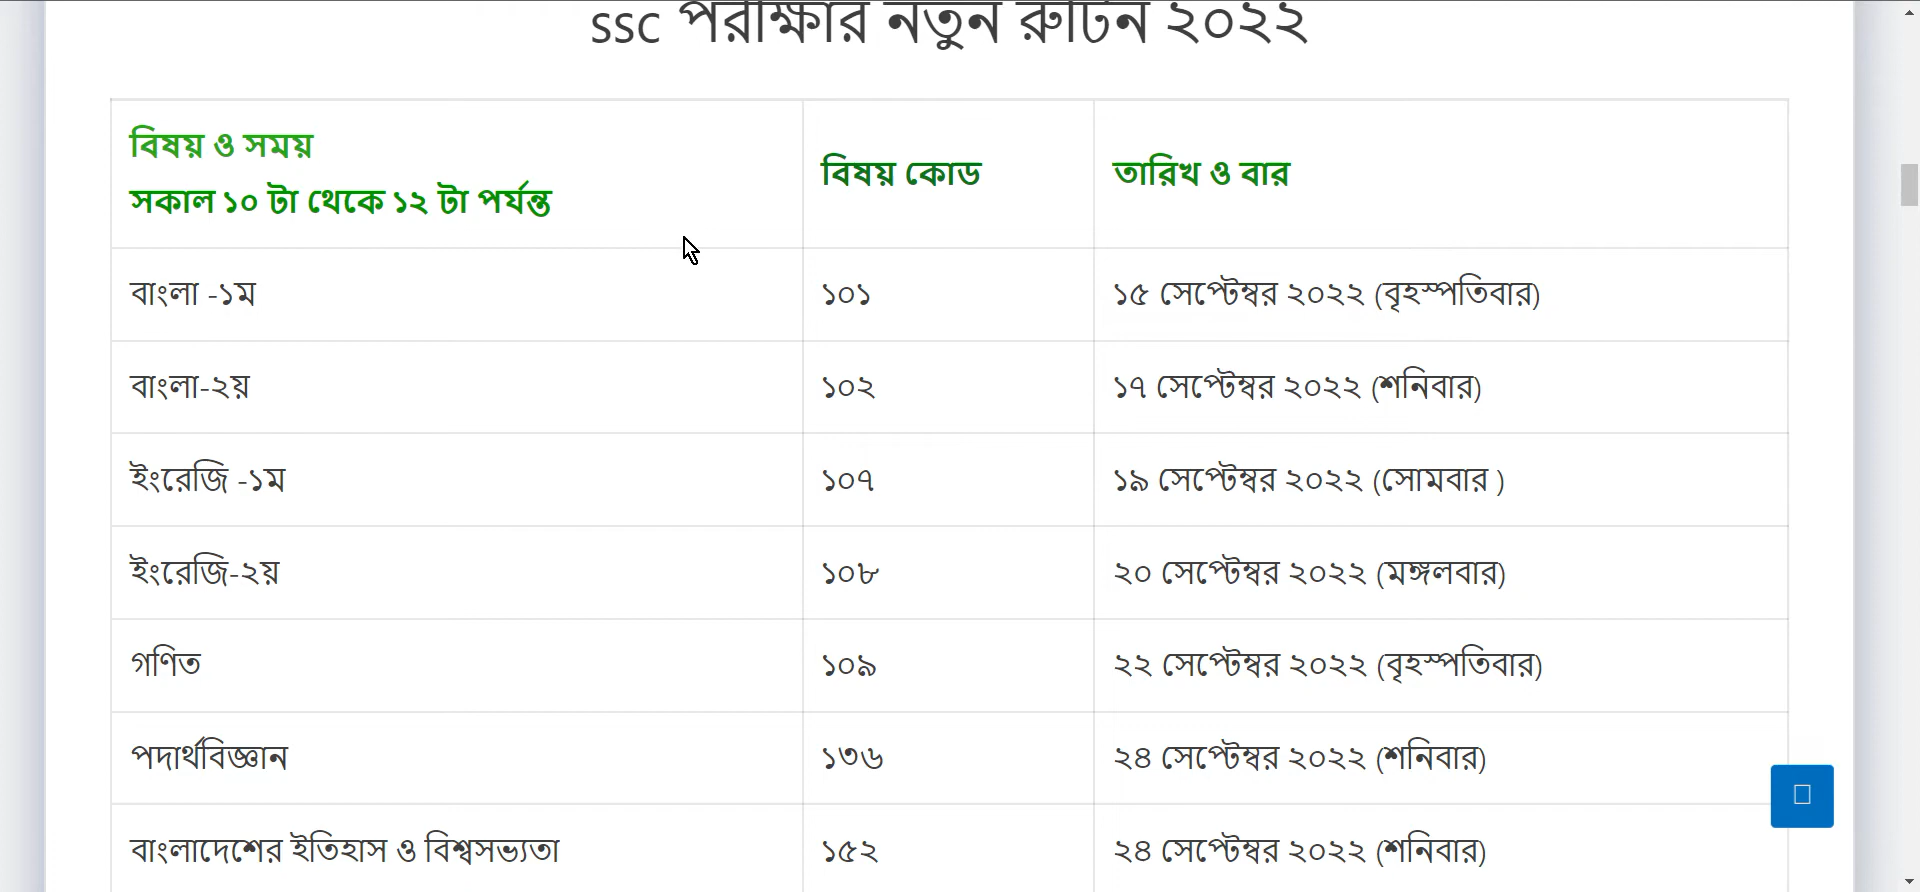 ssc পরীক্ষার নতুন রুটিন ২০২২
বিষয় ও সময়
সকাল ১০ টা থেকে ১২ টা পর্যন্ত
বিষয় কোড
তারিখ ও বার
বাংলা -১ম
১০১
১৫ সেপ্টেম্বর ২০২২ (বৃহস্পতিবার)
বাংলা-২য়
১০২
১৭ সেপ্টেম্বর ২০২২ (শনিবার)
ইংরেজি -১ম
১০৭
১৯ সেপ্টেম্বর ২০২২ (সোমবার )
ইংরেজি-২য়
১০৮
২০ সেপ্টেম্বর ২০২২ (মঙ্গলবার)
গণিত
১০৯
২২ সেপ্টেম্বর ২০২২ (বৃহস্পতিবার)
পদার্থবিজ্ঞান
১৩৬
২৪ সেপ্টেম্বর ২০২২ (শনিবার)
বাংলাদেশের ইতিহাস ও বিশ্বসভ্যতা
১৫২
২৪ সেপ্টেম্বর ২০২২ (শনিবার)